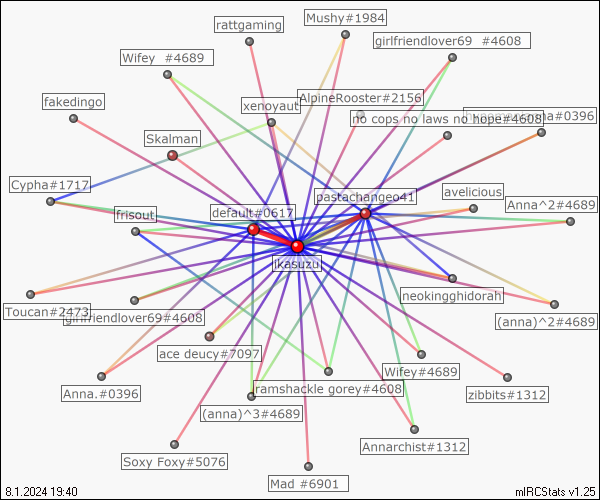 rattgaming
Mushy#1984
girlfriendlover69 #4608
Wifey #4689
fakedingo
xenoyaut
AlpineRooster#2156
no cops no laws no hope#4608
#0396
Skalman
Cypha#1717
frisout
default#0617
pastachangeo41
avelicious
Anna^2#4689
jkasuzu
neokingghidorah
Toucan#2473
girlfriendlover69#4608
(anna)^2#4689
ace deucy#7097
Wifey#4689
Anna.#0396
ramshackle gorey#4608
zibbits#1312
(anna)^3#4689
Annarchist#1312
Soxy Foxy#5076
Mad #6901
8.1.2024 19:40
mIRCStats v1.25